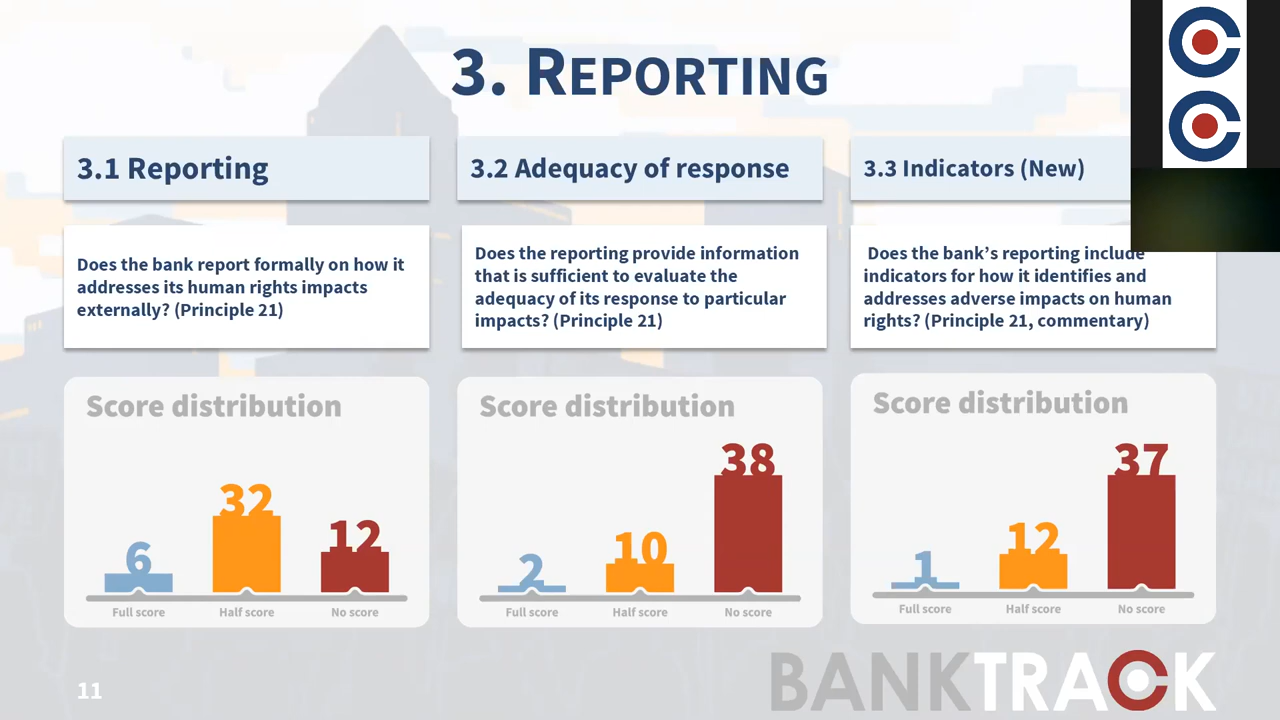 3. REPORTING
3.1 Reporting
Does the bank report formally on how it
addresses its human rights impacts
externally? (Principle 21)
Score distribution
6
32
12
Full score
Half score
No score
3.2 Adequacy of response
Does the reporting provide information
that is sufficient to evaluate the
adequacy of its response to particular
impacts? (Principle 21)
Score distribution
2
10
38
Full score
Half score
No score
3.3 Indicators (New)
Does the bank’s reporting include
indicators for how it identifies and
addresses adverse impacts on human
rights? (Principle 21, commentary)
Score distribution
1
12
37
Full score
Half score
No score
11
BANKTRACK